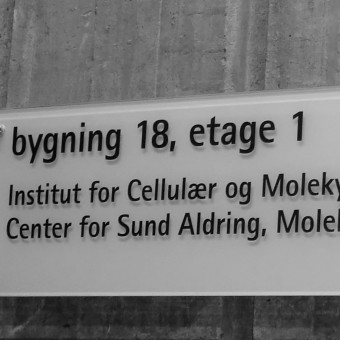 bygning 18, etage 1
Institut for Cellulær og Moleky
Center for Sund Aldring, Molek